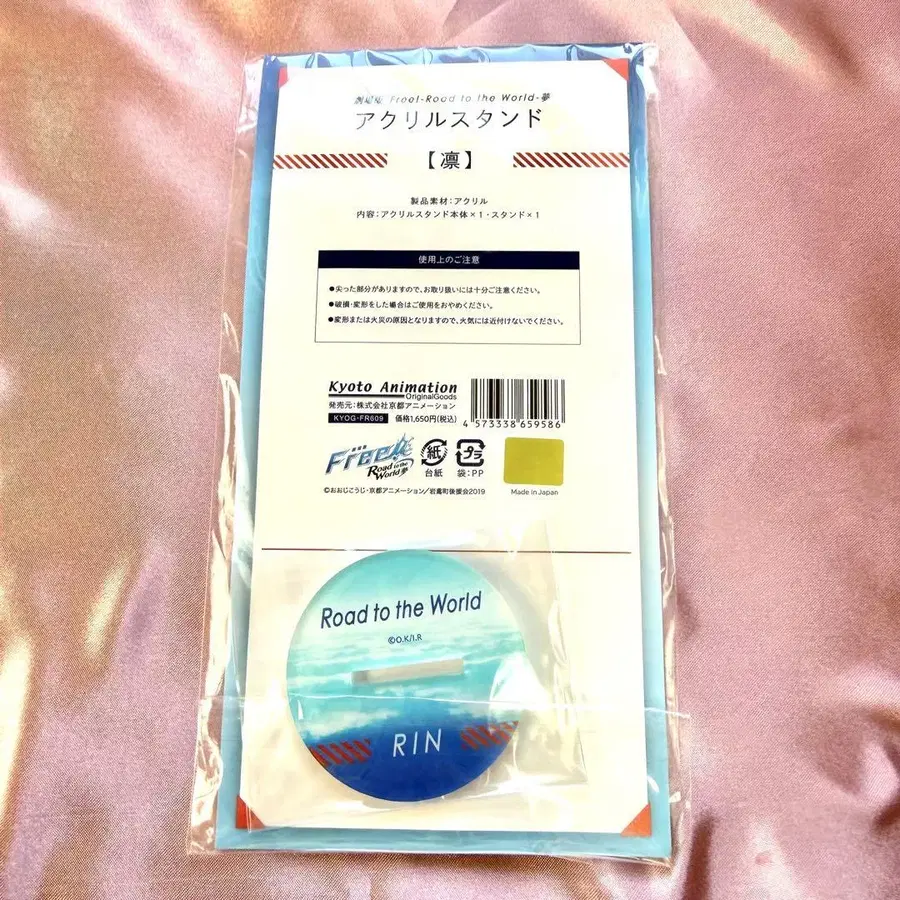 劇場版 Free!-Road to the World-夢
アクリルスタンド
【凛】
製品素材:アクリル
内容:アクリルスタンド本体×1・スタンド×1
使用上のご注意
●尖った部分がありますので、お取り扱いには十分ご注意ください。
●破損・変形をした場合はご使用をおやめください。
●変形または火災の原因となりますので、火気には近付けないでください。
Kyoto Animation
OriginalGoods
発売元:株式会社京都アニメーション
KYOG-FR609 価格1,650円(税込)
4 573338 659586
劇場版
Free!
Road to the
World 夢
紙
台紙
プラ
袋:PP
Made in Japan
©おおじこうじ・京都アニメーション/岩鳶町後援会2019
Road to the World
©O.K/I.R
RIN